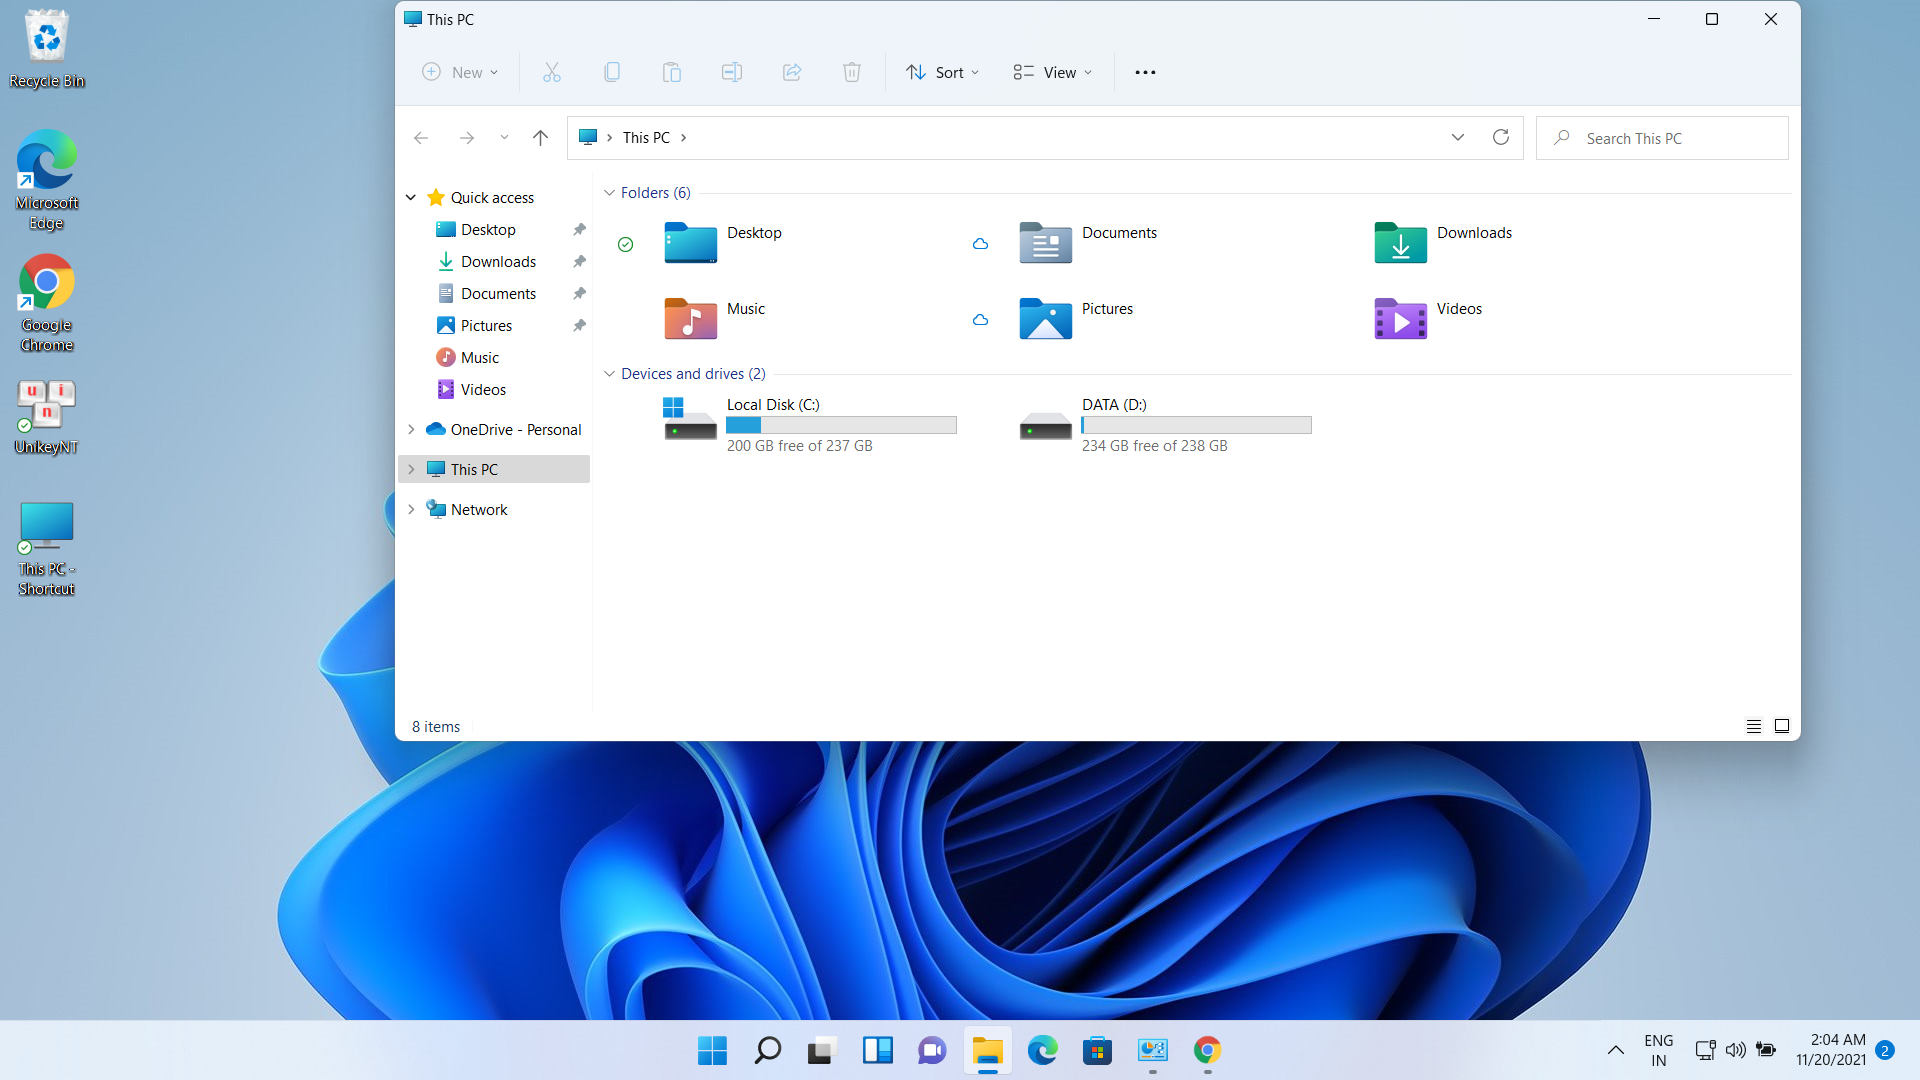 Recycle Bin
Microsoft
Edge
Google
Chrome
u i
n
UnikeyNT
This PC -
Shortcut
This PC
New
Sort
View
This PC
Search This PC
Quick access
Desktop
Downloads
Documents
Pictures
Music
Videos
OneDrive - Personal
This PC
Network
Folders (6)
Desktop
Documents
Downloads
Music
Pictures
Videos
Devices and drives (2)
Local Disk (C:)
200 GB free of 237 GB
DATA (D:)
234 GB free of 238 GB
8 items
ENG
IN
2:04 AM
11/20/2021
2